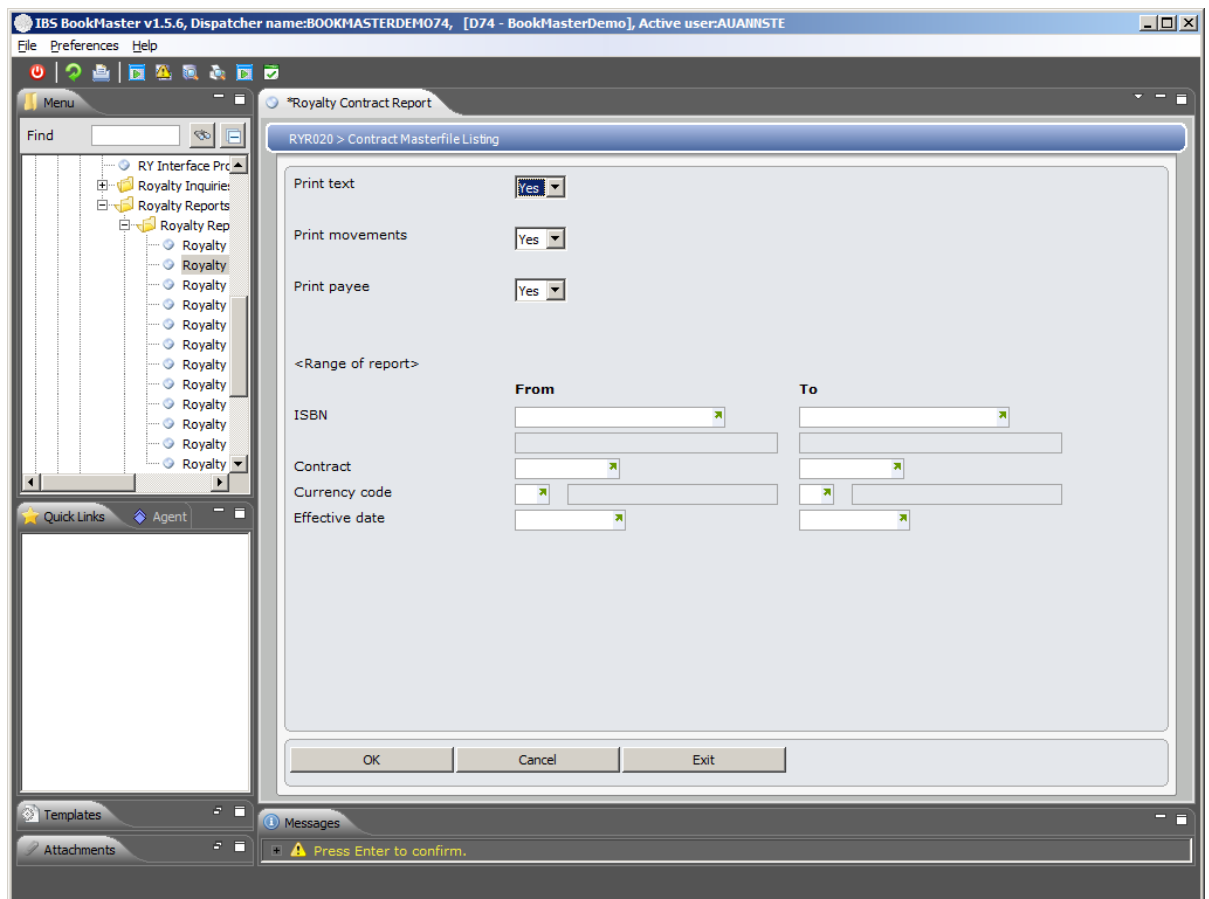 IBS BookMaster v1.5.6, Dispatcher name:BOOKMASTERDEMO74,   [D74 - BookMasterDemo], Active user:AUANNSTE
File Preferences Help
Menu
Find
RY Interface Prc
Royalty Inquiries
Royalty Reports
Royalty Rep
Royalty
Royalty
Royalty
Royalty
Royalty
Royalty
Royalty
Royalty
Royalty
Royalty
Royalty
Royalty
Quick Links
Agent
Templates
Attachments
*Royalty Contract Report
RYR020 > Contract Masterfile Listing
Print text Yes
Print movements Yes
Print payee Yes
<Range of report>
From To
ISBN
Contract
Currency code
Effective date
OK Cancel Exit
Messages
Press Enter to confirm.